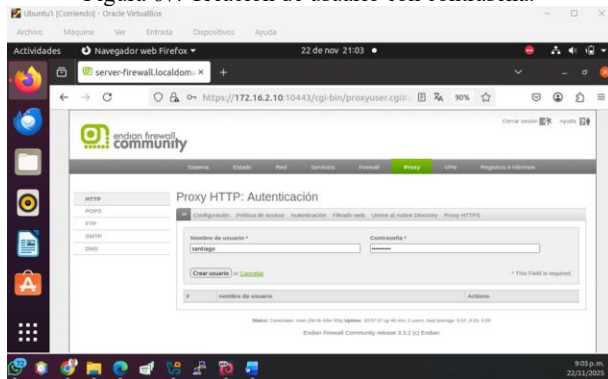 Figura 67. Creación de usuario con contraseña.
Ubuntu1 [Corriendo] - Oracle VirtualBox
Archivo Máquina Ver Entrada Dispositivos Ayuda
Actividades Navegador web Firefox 22 de nov 21:03
server-firewall.localdoma
https://172.16.2.10:10443/cgi-bin/proxyuser.cgi 90%
Cerrar sesión Ayuda
endian firewall
community
Sistema Estado Red Servicios Firewall Proxy VPN Registros e informes
HTTP
POP3
FTP
SMTP
DNS
Proxy HTTP: Autenticación
Configuración Política de acceso Autenticación Filtrado web Unirse al Active Directory Proxy HTTPS
Nombre de usuario * Contraseña *
santiago
Crear usuario or Cancelar * This Field is required.
# nombre de usuario Actions
Endian Firewall Community release 3.3.2 (c) Endian
9:03 p.m.
22/11/2025